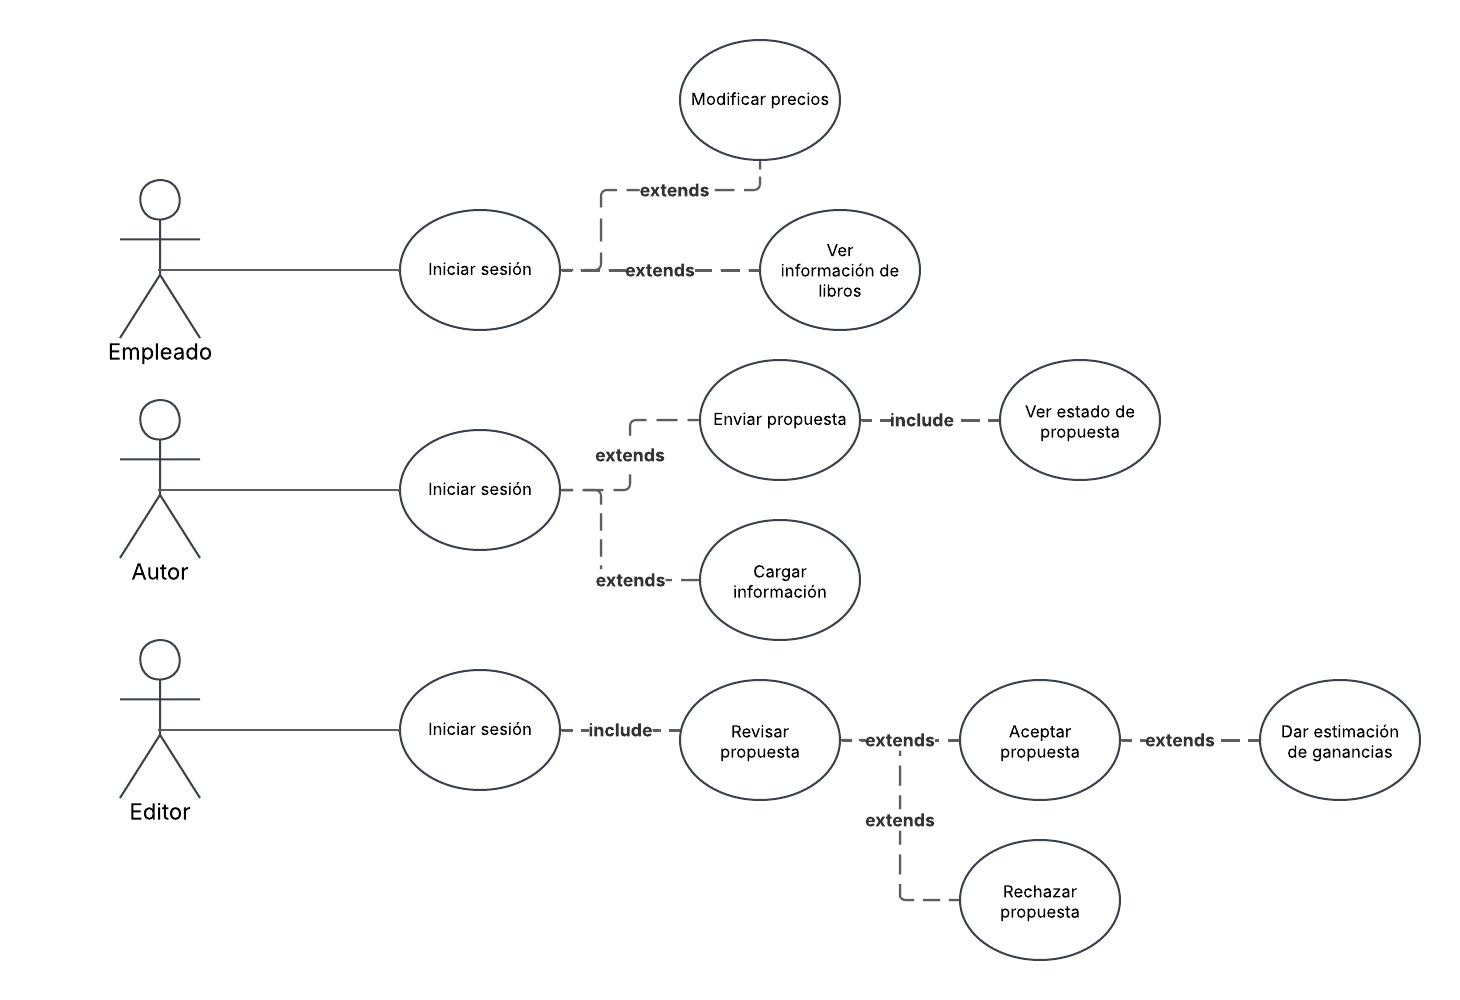 Modificar precios
extends
Iniciar sesión
extends
Ver
información de
libros
Empleado
Enviar propuesta
include
Ver estado de
propuesta
extends
Iniciar sesión
Autor
extends
Cargar
información
Iniciar sesión
include
Revisar
propuesta
extends
Aceptar
propuesta
extends
Dar estimación
de ganancias
Editor
extends
Rechazar
propuesta